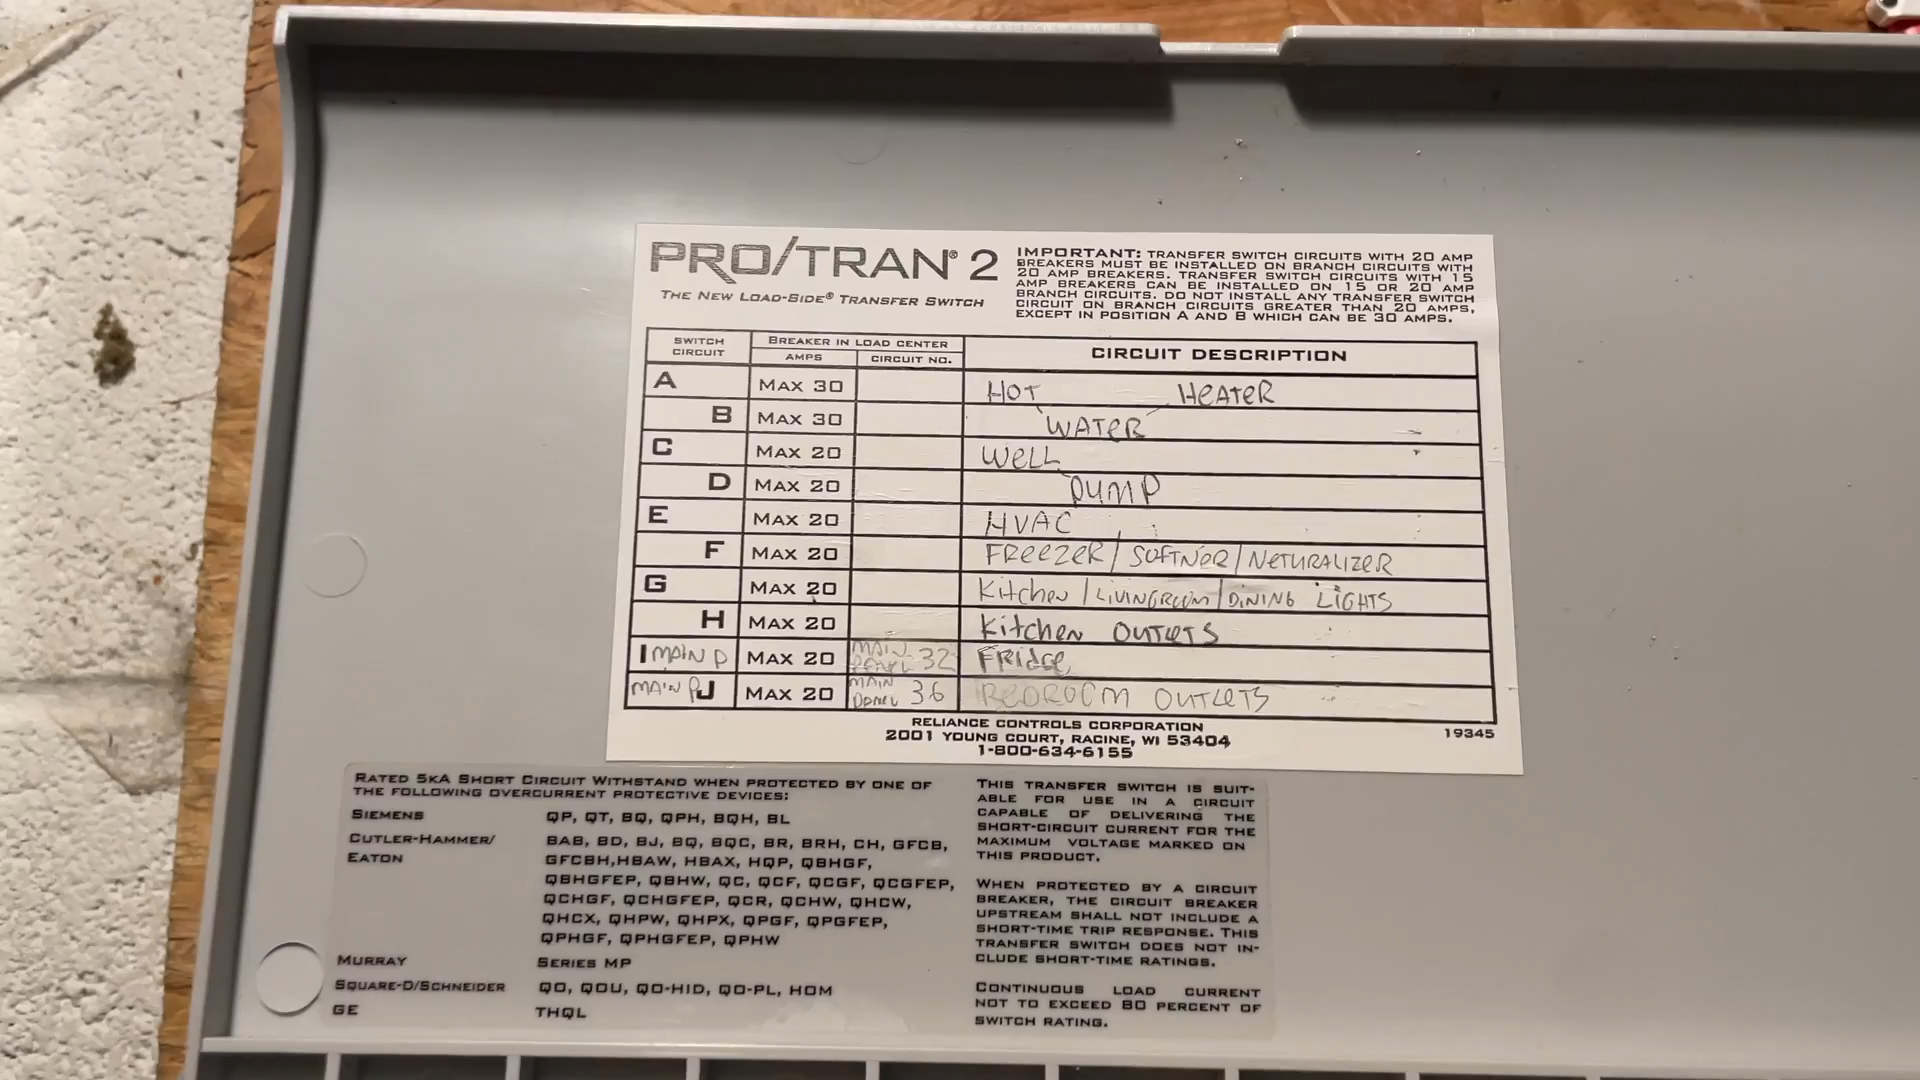 PRO/TRAN® 2
THE NEW LOAD-SIDE® TRANSFER SWITCH
IMPORTANT: TRANSFER SWITCH CIRCUITS WITH 20 AMP
BREAKERS MUST BE INSTALLED ON BRANCH CIRCUITS WITH
20 AMP BREAKERS. TRANSFER SWITCH CIRCUITS WITH 15
AMP BREAKERS CAN BE INSTALLED ON 15 OR 20 AMP
BRANCH CIRCUITS. DO NOT INSTALL ANY TRANSFER SWITCH
CIRCUIT ON BRANCH CIRCUITS GREATER THAN 20 AMPS,
EXCEPT IN POSITION A AND B WHICH CAN BE 30 AMPS.
SWITCH CIRCUIT BREAKER IN LOAD CENTER CIRCUIT DESCRIPTION
AMPS CIRCUIT NO.
A MAX 30 HOT HEATER
B MAX 30 WATER
C MAX 20 WELL
D MAX 20 PUMP
E MAX 20 HVAC
F MAX 20 FREEZER/SOFTNER/NETURALIZER
G MAX 20 Kitchen/LIVINGROOM/DINING LIGHTS
H MAX 20 Kitchen OUTLETS
I MAIN P MAX 20 MAIN PANEL 32 FRIDGE
MAIN P J MAX 20 MAIN PANEL 36 BEDROOM OUTLETS
RELIANCE CONTROLS CORPORATION
2001 YOUNG COURT, RACINE, WI 53404
1-800-634-6155
19345
RATED 5KA SHORT CIRCUIT WITHSTAND WHEN PROTECTED BY ONE OF
THE FOLLOWING OVERCURRENT PROTECTIVE DEVICES:
SIEMENS QP, QT, BQ, QPH, BQH, BL
CUTLER-HAMMER/ BAB, BD, BJ, BQ, BQC, BR, BRH, CH, GFCB,
EATON GFCBH,HBAW, HBAX, HQP, QBHGF,
QBHGFEP, QBHW, QC, QCF, QCGF, QCGFEP,
QCHGF, QCHGFEP, QCR, QCHW, QHCW,
QHCX, QHPW, QHPX, QPGF, QPGFEP,
QPHGF, QPHGFEP, QPHW
MURRAY SERIES MP
SQUARE-D/SCHNEIDER QO, QOU, QO-HID, QO-PL, HOM
GE THQL
THIS TRANSFER SWITCH IS SUIT-
ABLE FOR USE IN A CIRCUIT
CAPABLE OF DELIVERING THE
SHORT-CIRCUIT CURRENT FOR THE
MAXIMUM VOLTAGE MARKED ON
THIS PRODUCT.
WHEN PROTECTED BY A CIRCUIT
BREAKER, THE CIRCUIT BREAKER
UPSTREAM SHALL NOT INCLUDE A
SHORT-TIME TRIP RESPONSE. THIS
TRANSFER SWITCH DOES NOT IN-
CLUDE SHORT-TIME RATINGS.
CONTINUOUS LOAD CURRENT
NOT TO EXCEED 80 PERCENT OF
SWITCH RATING.